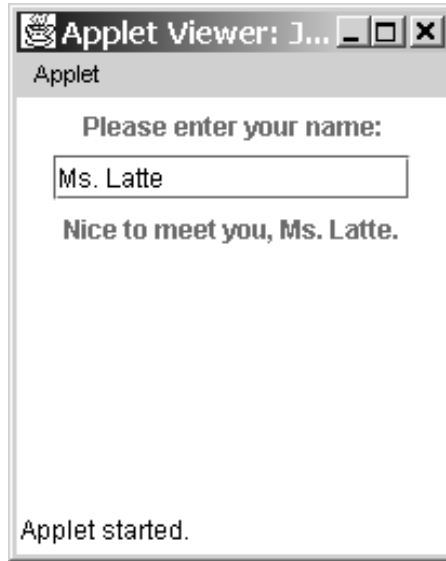 Applet Viewer: J...
Applet
Please enter your name:
Ms. Latte
Nice to meet you, Ms. Latte.
Applet started.